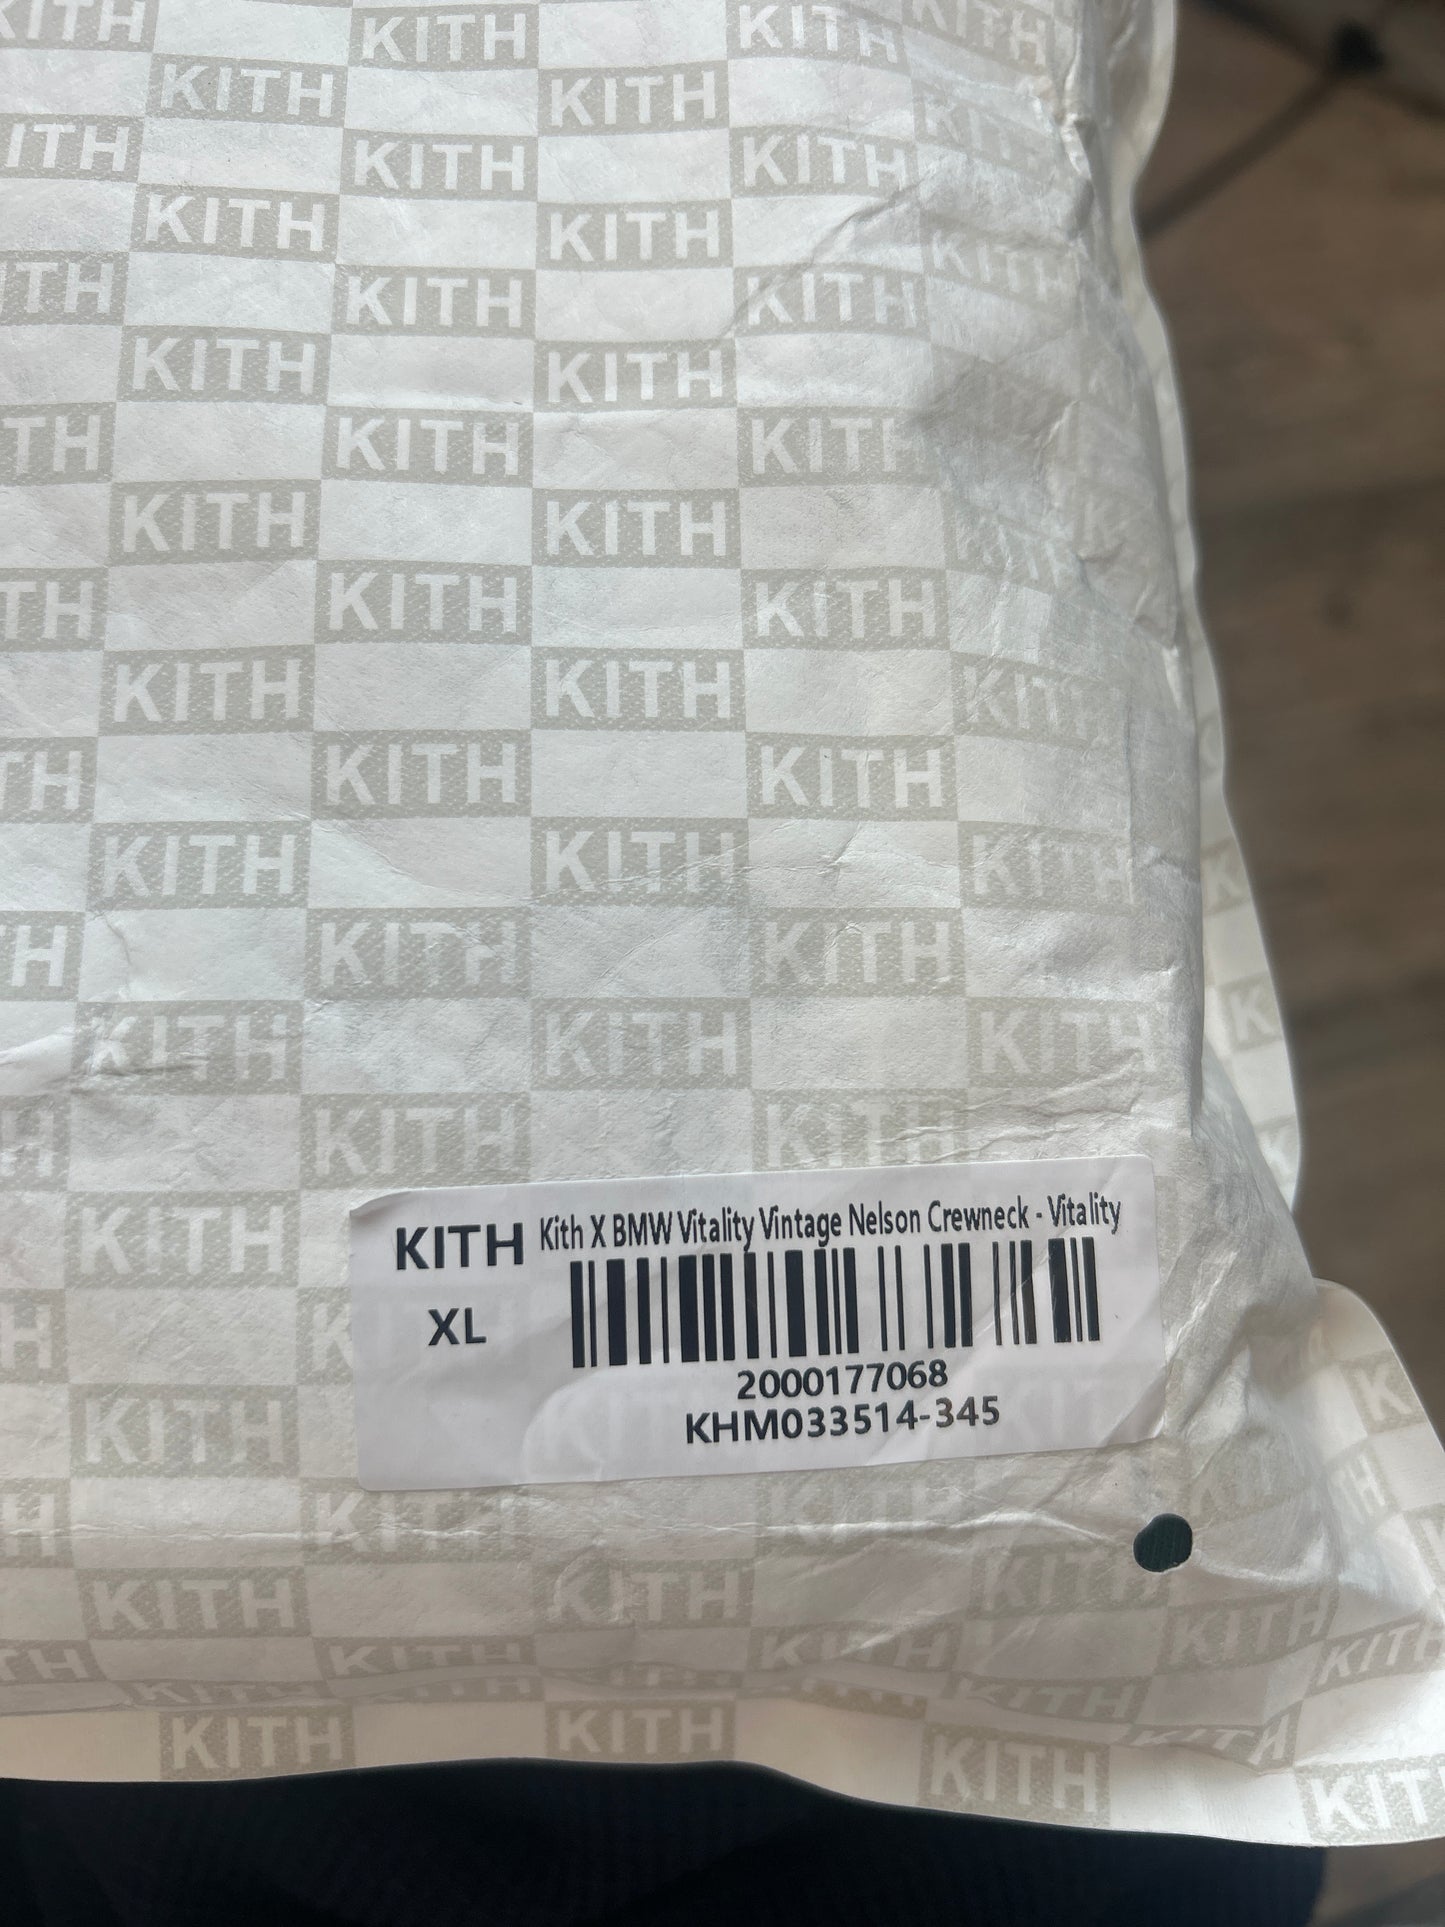 KITH Kith X BMW Vitality Vintage Nelson Crewneck - Vitality
XL
2000177068
KHM033514-345